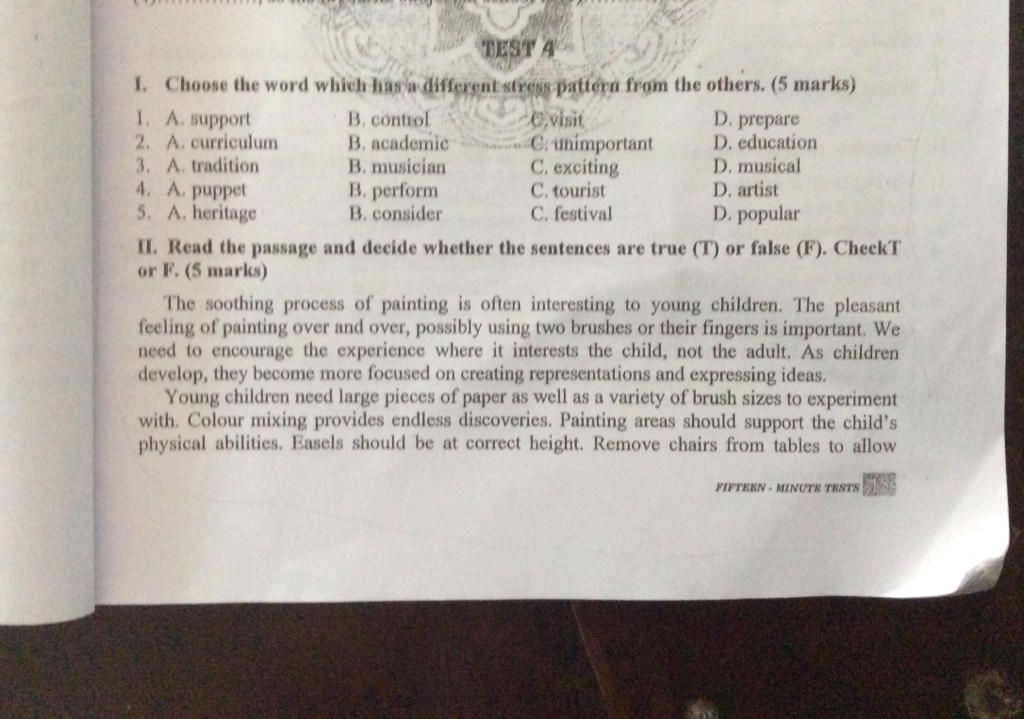 TEST 4
I. Choose the word which has a different stress pattern from the others. (5 marks)
1. A. support B. control C. visit D. prepare
2. A. curriculum B. academic C. unimportant D. education
3. A. tradition B. musician C. exciting D. musical
4. A. puppet B. perform C. tourist D. artist
5. A. heritage B. consider C. festival D. popular
II. Read the passage and decide whether the sentences are true (T) or false (F). CheckT
or F. (5 marks)
The soothing process of painting is often interesting to young children. The pleasant
feeling of painting over and over, possibly using two brushes or their fingers is important. We
need to encourage the experience where it interests the child, not the adult. As children
develop, they become more focused on creating representations and expressing ideas.
Young children need large pieces of paper as well as a variety of brush sizes to experiment
with. Colour mixing provides endless discoveries. Painting areas should support the child's
physical abilities. Easels should be at correct height. Remove chairs from tables to allow
FIFTEEN - MINUTE TESTS